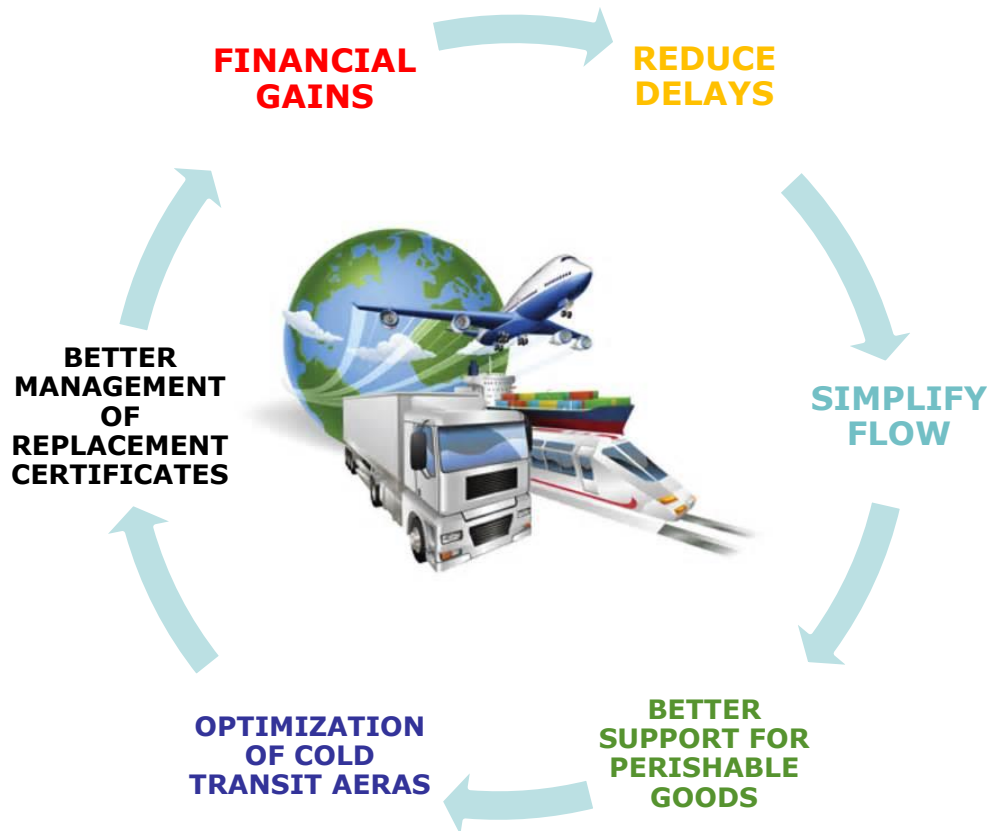 FINANCIAL
GAINS
REDUCE
DELAYS
SIMPLIFY
FLOW
BETTER
SUPPORT FOR
PERISHABLE
GOODS
OPTIMIZATION
OF COLD
TRANSIT AERAS
BETTER
MANAGEMENT
OF
REPLACEMENT
CERTIFICATES